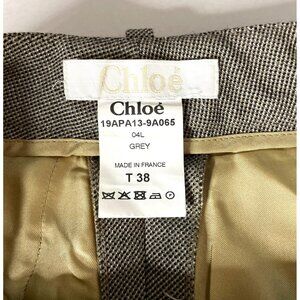 Chloé
Chloé
19APA13-9A065
04L
GREY
MADE IN FRANCE
T 38